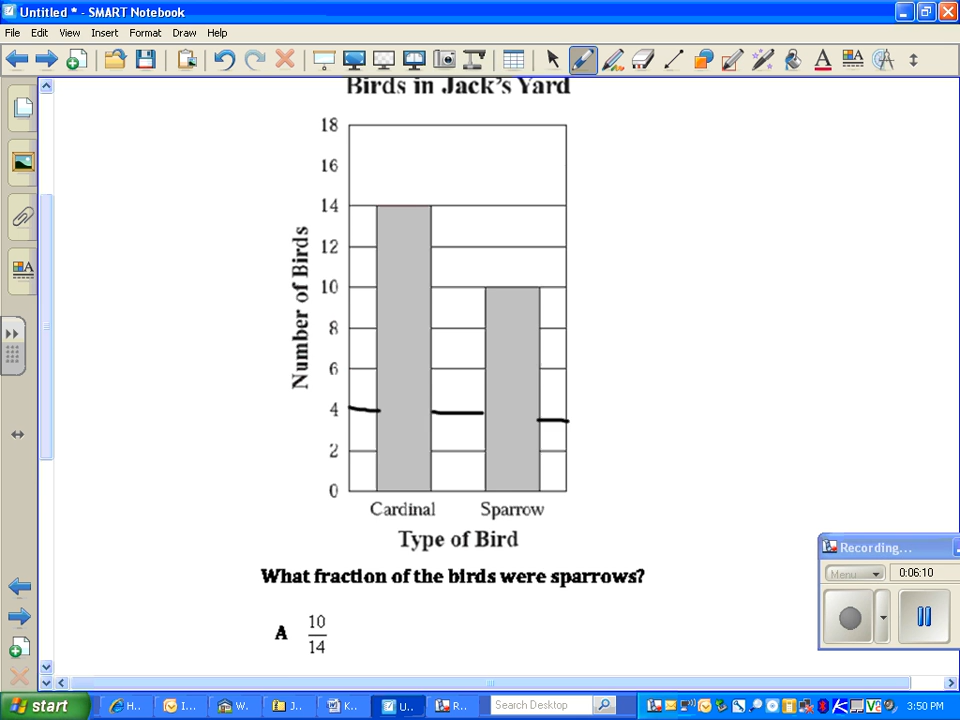 Untitled * - SMART Notebook
File Edit View Insert Format Draw Help
Birds in Jack's Yard
18
16
14
12
10
8
6
4
2
0
Number of Birds
Cardinal Sparrow
Type of Bird
What fraction of the birds were sparrows?
A 10
14
Recording...
Menu 0:06:10
start H... I... W. J... K... U.. R... Search Desktop 3:50 PM